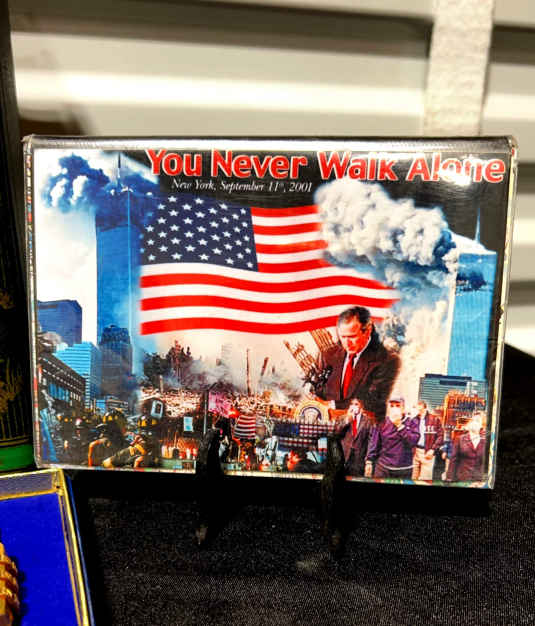 You Never Walk Alone
New York, September 11th, 2001